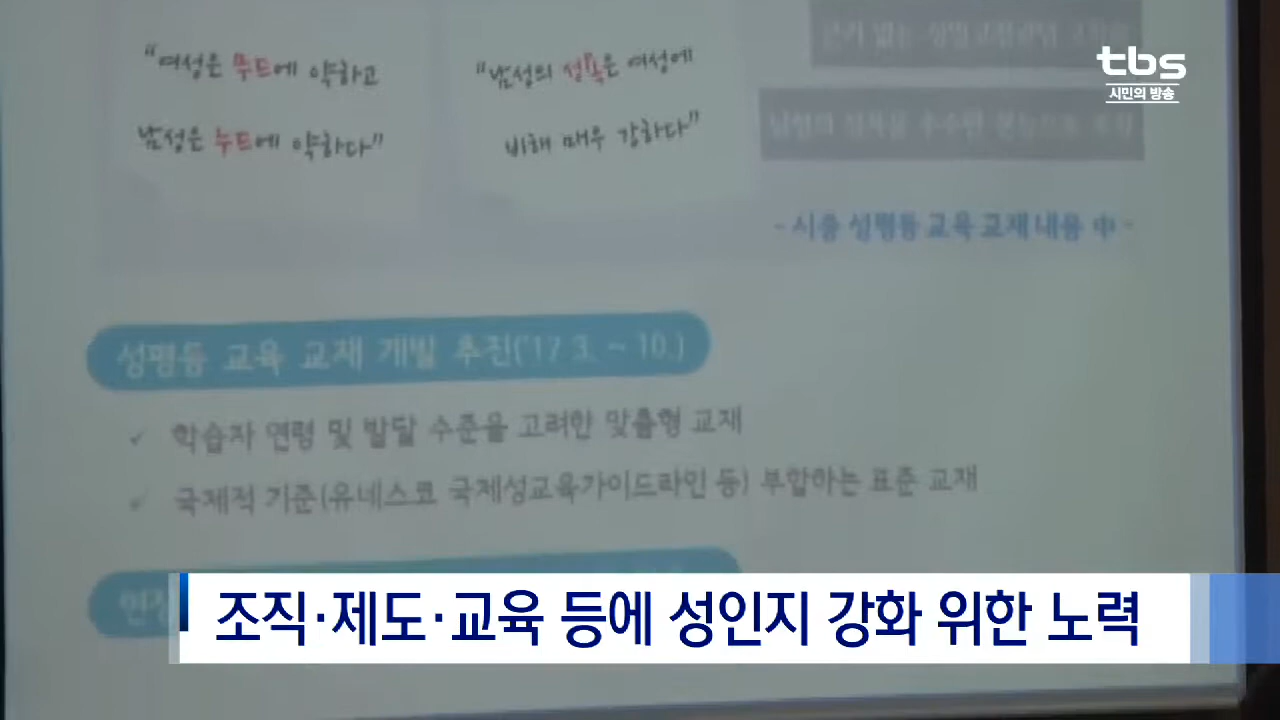 "여성은 무드에 약하고
남성은 누드에 약하다"
"남성의 성욕은 여성에
비해 매우 강하다"
tbs
시민의 방송
- 시중 성평등 교육 교재 내용 中 -
성평등 교육 교재 개발 추진('17.3. ~ 10.)
✓ 학습자 연령 및 발달 수준을 고려한 맞춤형 교재
✓ 국제적 기준(유네스코 국제성교육가이드라인 등) 부합하는 표준 교재
조직·제도·교육 등에 성인지 강화 위한 노력